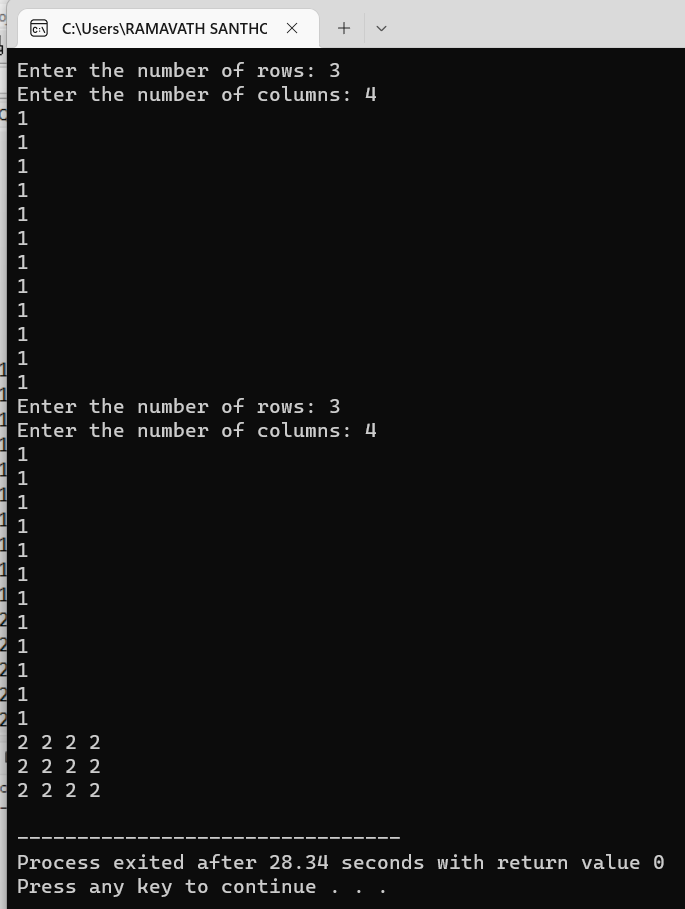 C:\Users\RAMAVATH SANTHC
Enter the number of rows: 3
Enter the number of columns: 4
1
1
1
1
1
1
1
1
1
1
1
1
Enter the number of rows: 3
Enter the number of columns: 4
1
1
1
1
1
1
1
1
1
1
1
1
2 2 2 2
2 2 2 2
2 2 2 2
--------------------------------
Process exited after 28.34 seconds with return value 0
Press any key to continue . . .